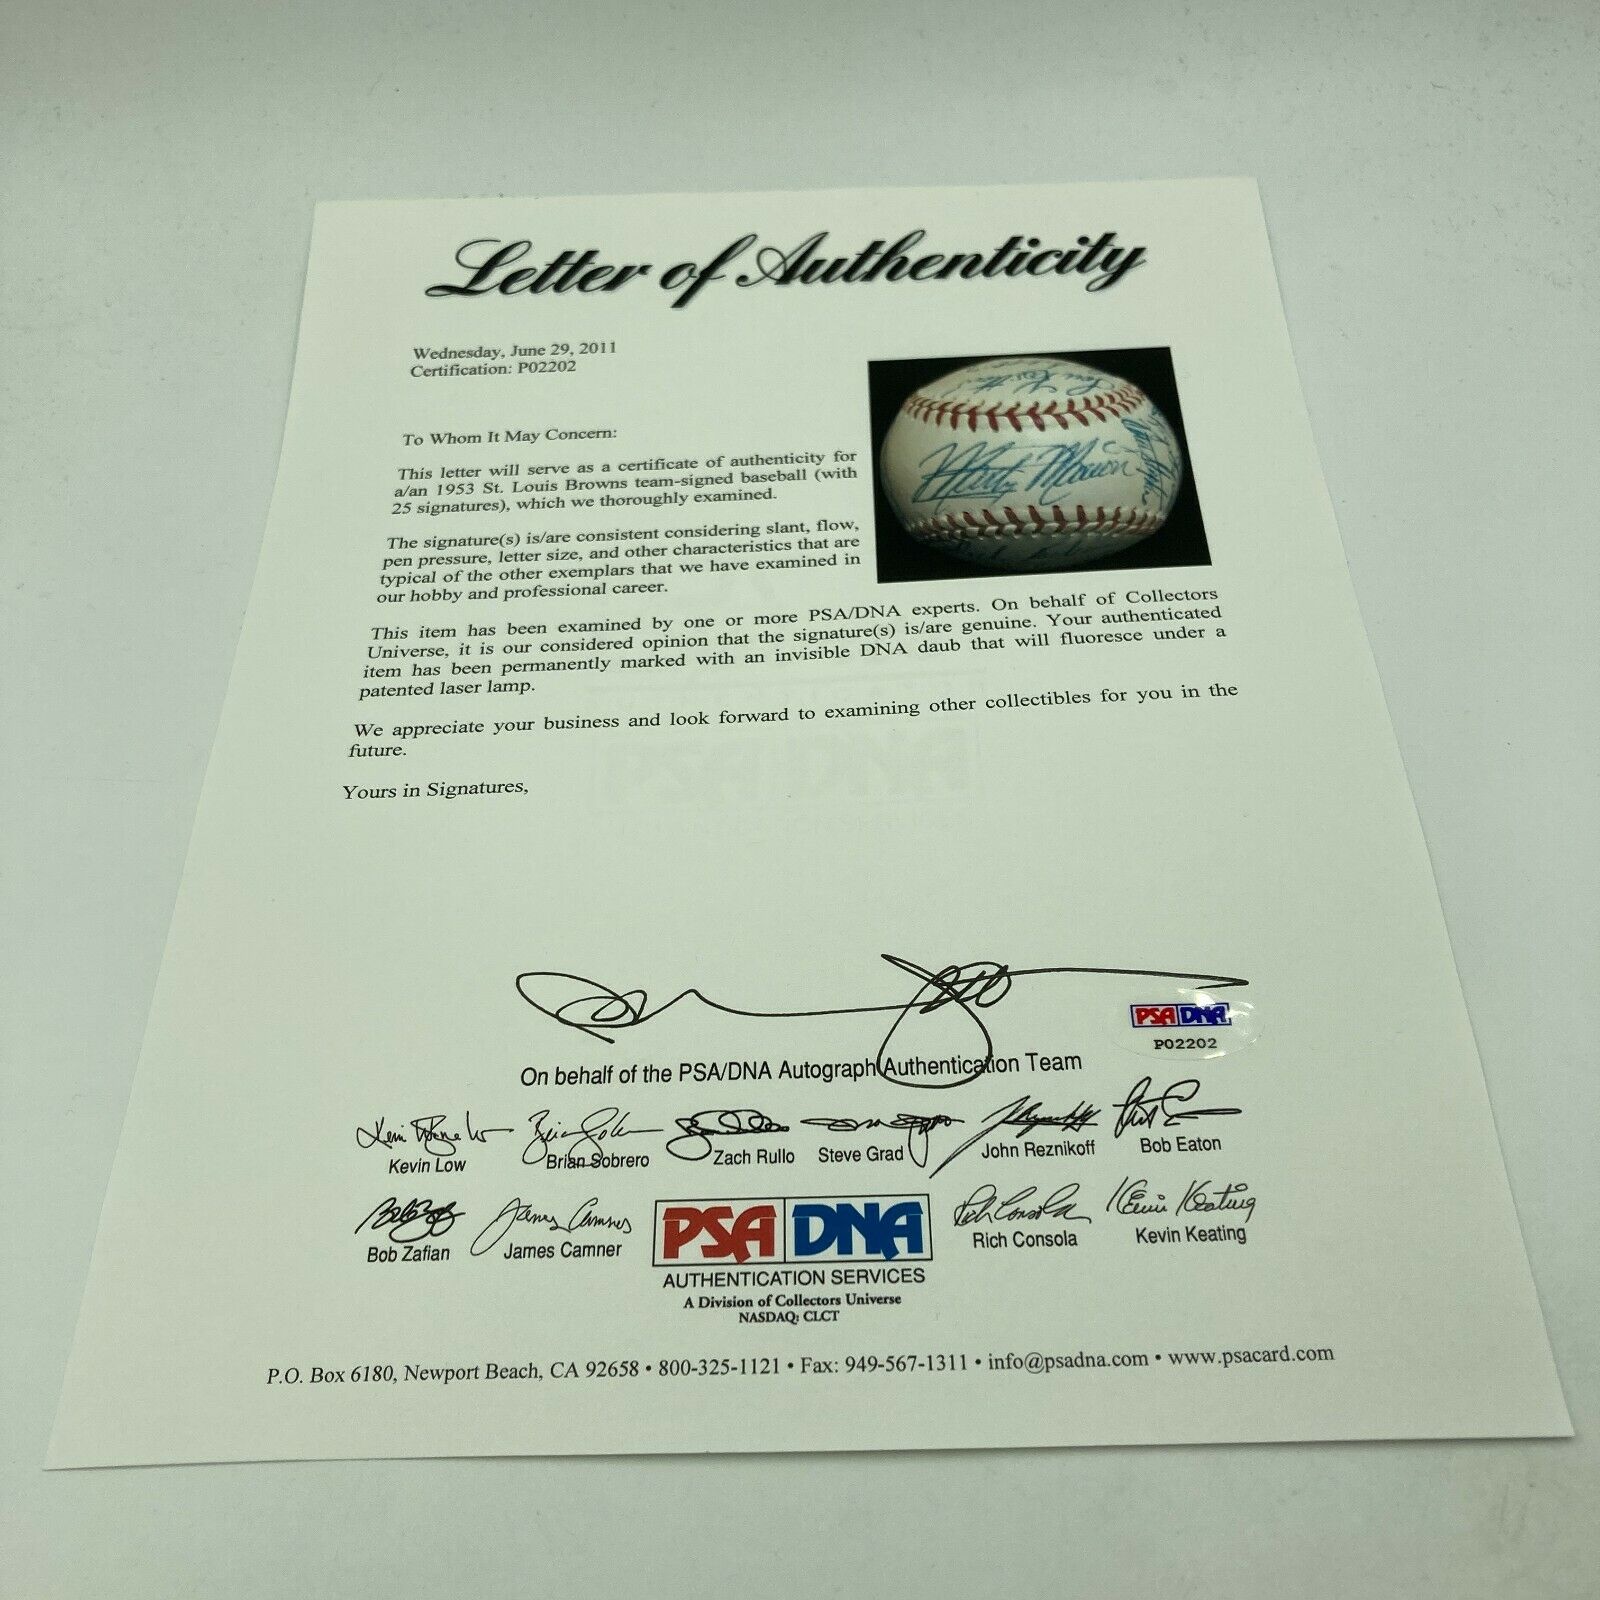 Letter of Authenticity
Wednesday, June 29, 2011
Certification: P02202
To Whom It May Concern:
This letter will serve as a certificate of authenticity for
a/an 1953 St. Louis Browns team-signed baseball (with
25 signatures), which we thoroughly examined.
Marty Marion
The signature(s) is/are consistent considering slant, flow,
pen pressure, letter size, and other characteristics that are
typical of the other exemplars that we have examined in
our hobby and professional career.
This item has been examined by one or more PSA/DNA experts. On behalf of Collectors
Universe, it is our considered opinion that the signature(s) is/are genuine. Your authenticated
item has been permanently marked with an invisible DNA daub that will fluoresce under a
patented laser lamp.
We appreciate your business and look forward to examining other collectibles for you in the
future.
Yours in Signatures,
PSA DNA
P02202
On behalf of the PSA/DNA Autograph Authentication Team
Kevin Low Brian Sobrero Zach Rullo Steve Grad John Reznikoff Bob Eaton
James Camner Rich Consola Kevin Keating
Bob Zafian James Camner PSA DNA Rich Consola Kevin Keating
AUTHENTICATION SERVICES
A Division of Collectors Universe
NASDAQ: CLCT
P.O. Box 6180, Newport Beach, CA 92658 • 800-325-1121 • Fax: 949-567-1311 • info@psadna.com • www.psacard.com